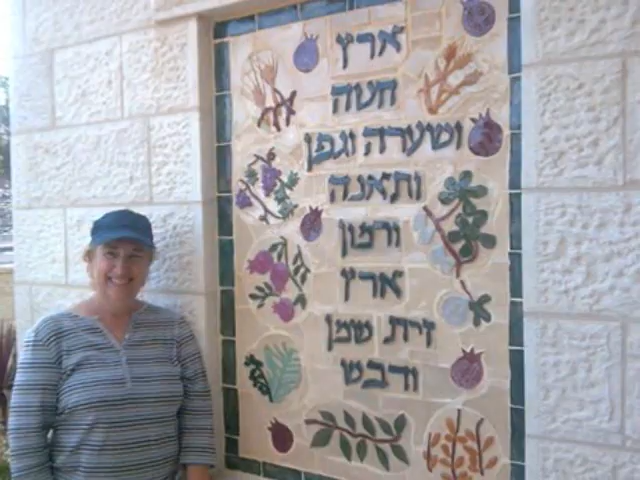 ארץ
חטה
ושערה וגפן
ותאנה
ורמון
ארץ
זית שמן
ודבש